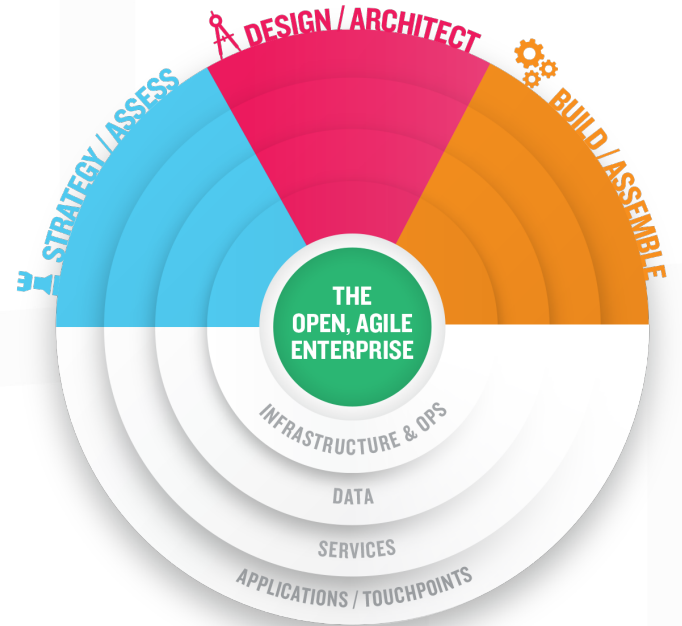 DESIGN / ARCHITECT
STRATEGY / ASSESS
BUILD / ASSEMBLE
THE
OPEN, AGILE
ENTERPRISE
INFRASTRUCTURE & OPS
DATA
SERVICES
APPLICATIONS / TOUCHPOINTS